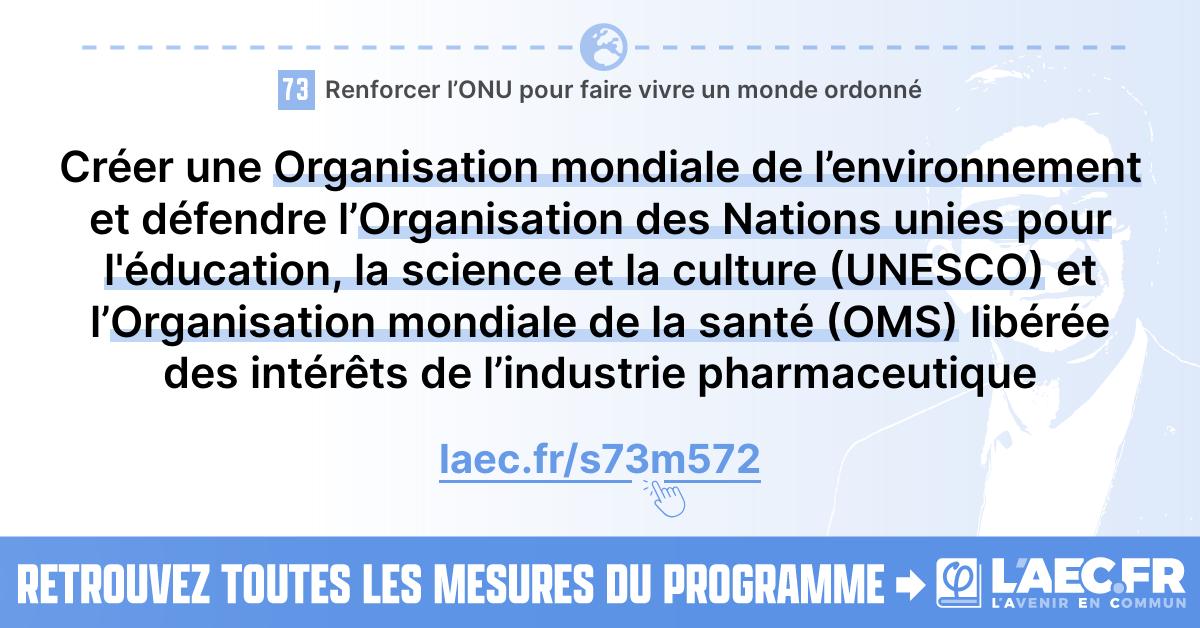 73 Renforcer l’ONU pour faire vivre un monde ordonné
Créer une Organisation mondiale de l’environnement
et défendre l’Organisation des Nations unies pour
l'éducation, la science et la culture (UNESCO) et
l’Organisation mondiale de la santé (OMS) libérée
des intérêts de l’industrie pharmaceutique
laec.fr/s73m572
RETROUVEZ TOUTES LES MESURES DU PROGRAMME
φ L'AEC.FR
L'AVENIR EN COMMUN